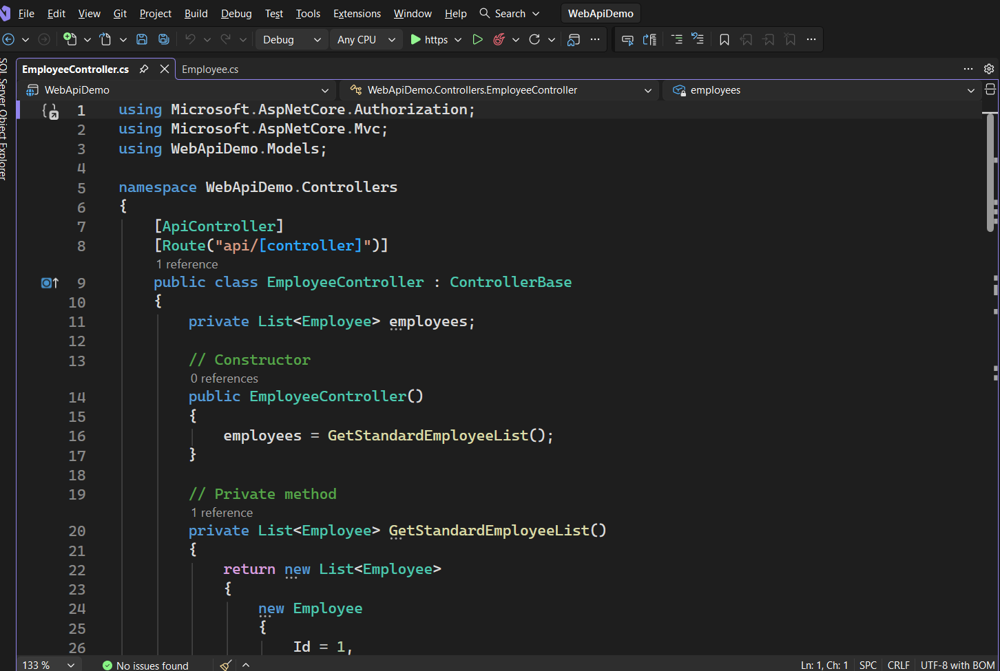 File Edit View Git Project Build Debug Test Tools Extensions Window Help Search WebApiDemo
Debug Any CPU https
SQL Server Object Explorer
EmployeeController.cs Employee.cs
WebApiDemo WebApiDemo.Controllers.EmployeeController employees
1 using Microsoft.AspNetCore.Authorization;
2 using Microsoft.AspNetCore.Mvc;
3 using WebApiDemo.Models;
4
5 namespace WebApiDemo.Controllers
6 {
7 [ApiController]
8 [Route("api/[controller]")]
1 reference
9 public class EmployeeController : ControllerBase
10 {
11 private List<Employee> employees;
12
13 // Constructor
0 references
14 public EmployeeController()
15 {
16 employees = GetStandardEmployeeList();
17 }
18
19 // Private method
1 reference
20 private List<Employee> GetStandardEmployeeList()
21 {
22 return new List<Employee>
23 {
24 new Employee
25 {
26 Id = 1,
133 % No issues found Ln: 1, Ch: 1 SPC CRLF UTF-8 with BOM